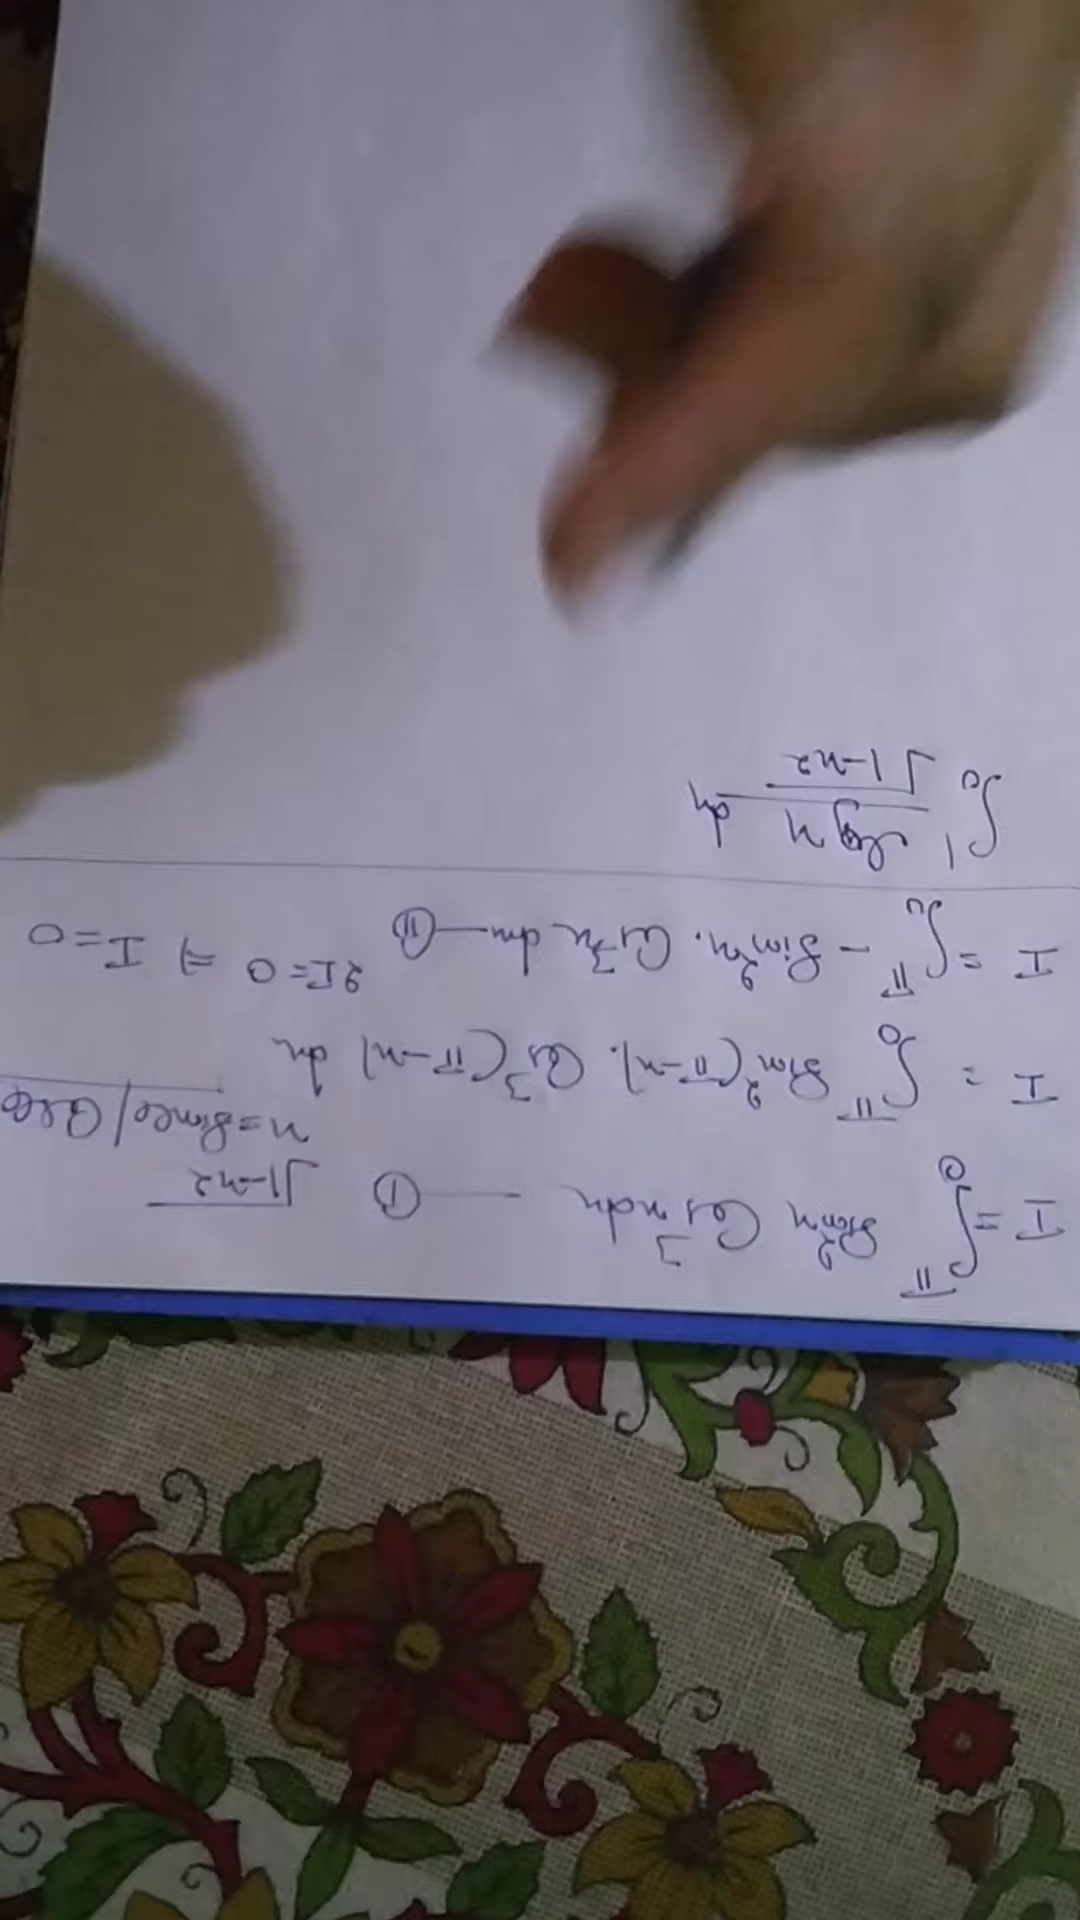 I = ∫₀^π sin²x Cos³x dx — ①
√1-x²
x = Sinθ / Cosθ
I = ∫₀^π Sin²(π-x). Cos³(π-x) dx
I = ∫₀^π - Sin²x. Cos³x dx — ⑪ 2I=0 ⇒ I=0
∫₀¹ log x / √1-x² dx